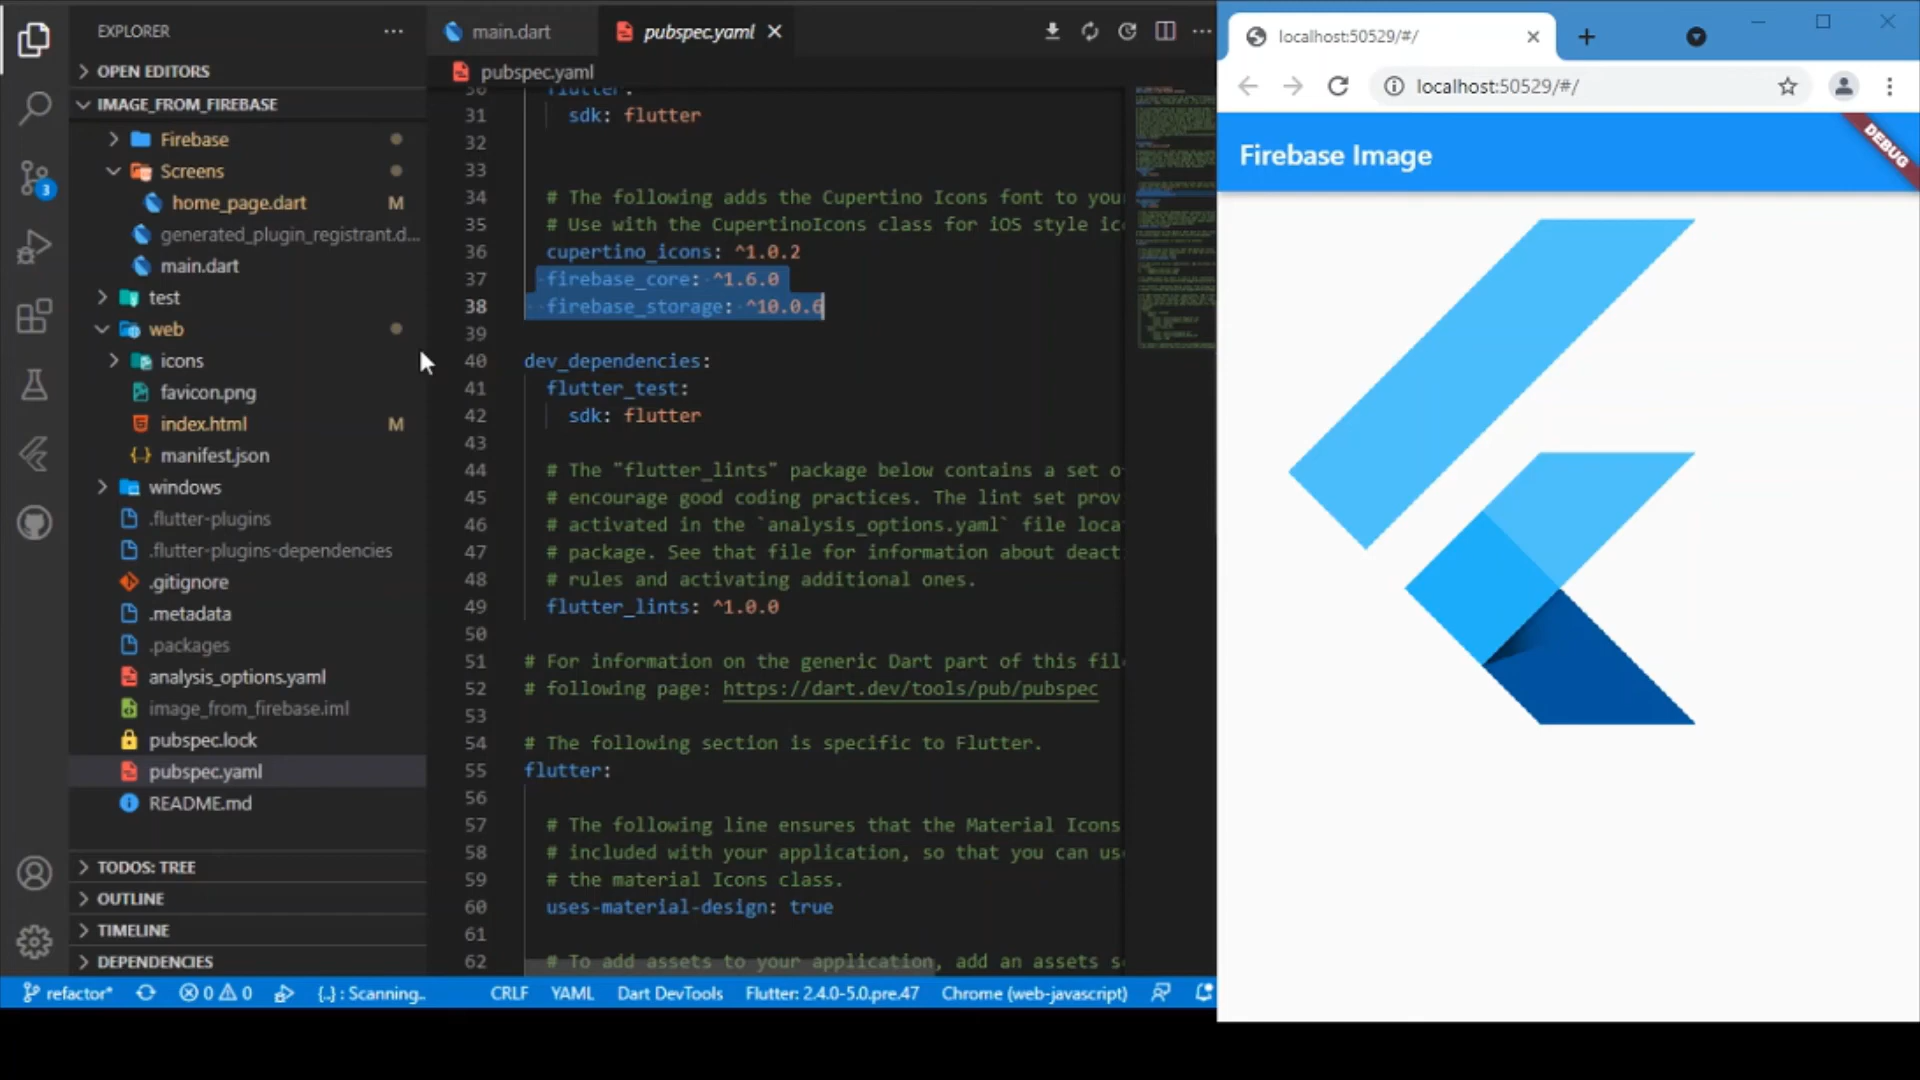 EXPLORER
OPEN EDITORS
IMAGE_FROM_FIREBASE
Firebase
Screens
home_page.dart M
generated_plugin_registrant.d...
main.dart
test
web
icons
favicon.png
index.html M
manifest.json
windows
.flutter-plugins
.flutter-plugins-dependencies
.gitignore
.metadata
.packages
analysis_options.yaml
image_from_firebase.iml
pubspec.lock
pubspec.yaml
README.md
TODOS: TREE
OUTLINE
TIMELINE
DEPENDENCIES
3
main.dart
pubspec.yaml
pubspec.yaml
30 flutter:
31 sdk: flutter
32
33
34 # The following adds the Cupertino Icons font to your
35 # Use with the CupertinoIcons class for iOS style ico
36 cupertino_icons: ^1.0.2
37 firebase_core: ^1.6.0
38 firebase_storage: ^10.0.6
39
40 dev_dependencies:
41 flutter_test:
42 sdk: flutter
43
44 # The "flutter_lints" package below contains a set o
45 # encourage good coding practices. The lint set prov
46 # activated in the `analysis_options.yaml` file loca
47 # package. See that file for information about deact
48 # rules and activating additional ones.
49 flutter_lints: ^1.0.0
50
51 # For information on the generic Dart part of this fil
52 # following page: https://dart.dev/tools/pub/pubspec
53
54 # The following section is specific to Flutter.
55 flutter:
56
57 # The following line ensures that the Material Icons
58 # included with your application, so that you can us
59 # the material Icons class.
60 uses-material-design: true
61
62 # To add assets to your application, add an assets s
refactor* 0 0 {..} : Scanning.. CRLF YAML Dart DevTools Flutter: 2.4.0-5.0.pre.47 Chrome (web-javascript)
localhost:50529/#/
localhost:50529/#/
Firebase Image
DEBUG